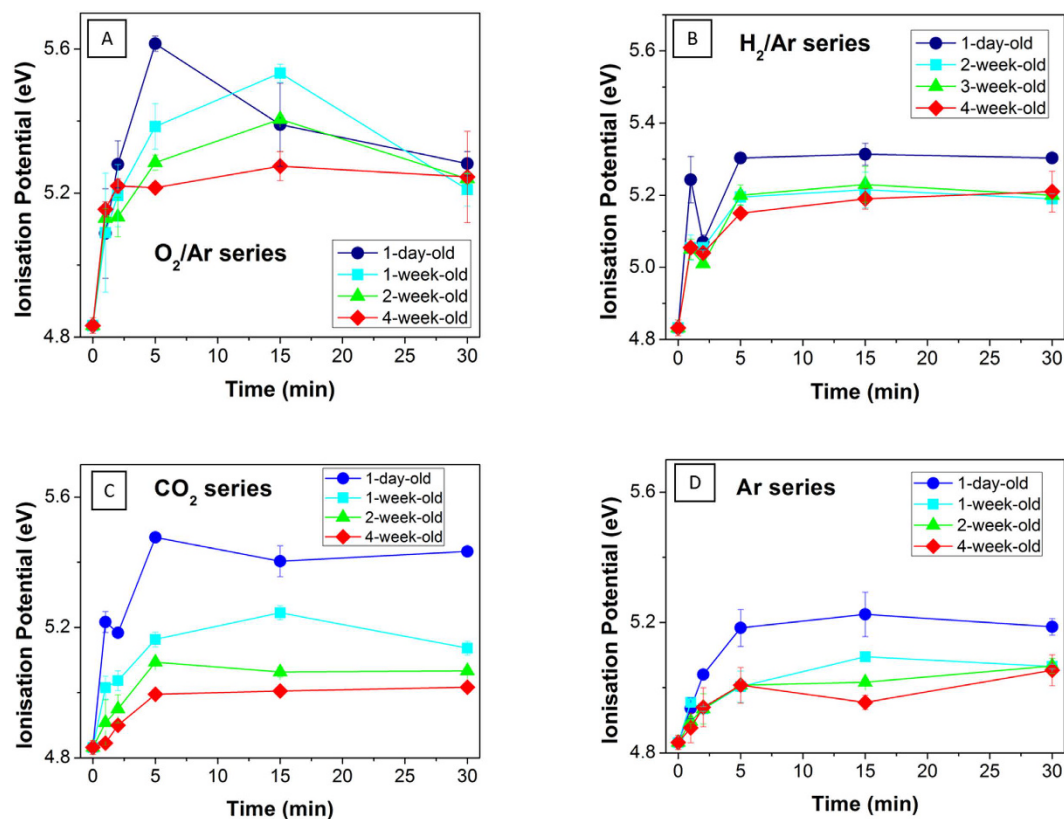 A
O₂/Ar series
1-day-old
1-week-old
2-week-old
4-week-old
Ionisation Potential (eV)
5.6
5.2
4.8
0 5 10 15 20 25 30
Time (min)
B
H₂/Ar series
1-day-old
2-week-old
3-week-old
4-week-old
Ionisation Potential (eV)
5.6
5.4
5.2
5.0
4.8
0 5 10 15 20 25 30
Time (min)
C
CO₂ series
1-day-old
1-week-old
2-week-old
4-week-old
Ionisation Potential (eV)
5.6
5.2
4.8
0 5 10 15 20 25 30
Time (min)
D
Ar series
1-day-old
1-week-old
2-week-old
4-week-old
Ionisation Potential (eV)
5.6
5.2
4.8
0 5 10 15 20 25 30
Time (min)